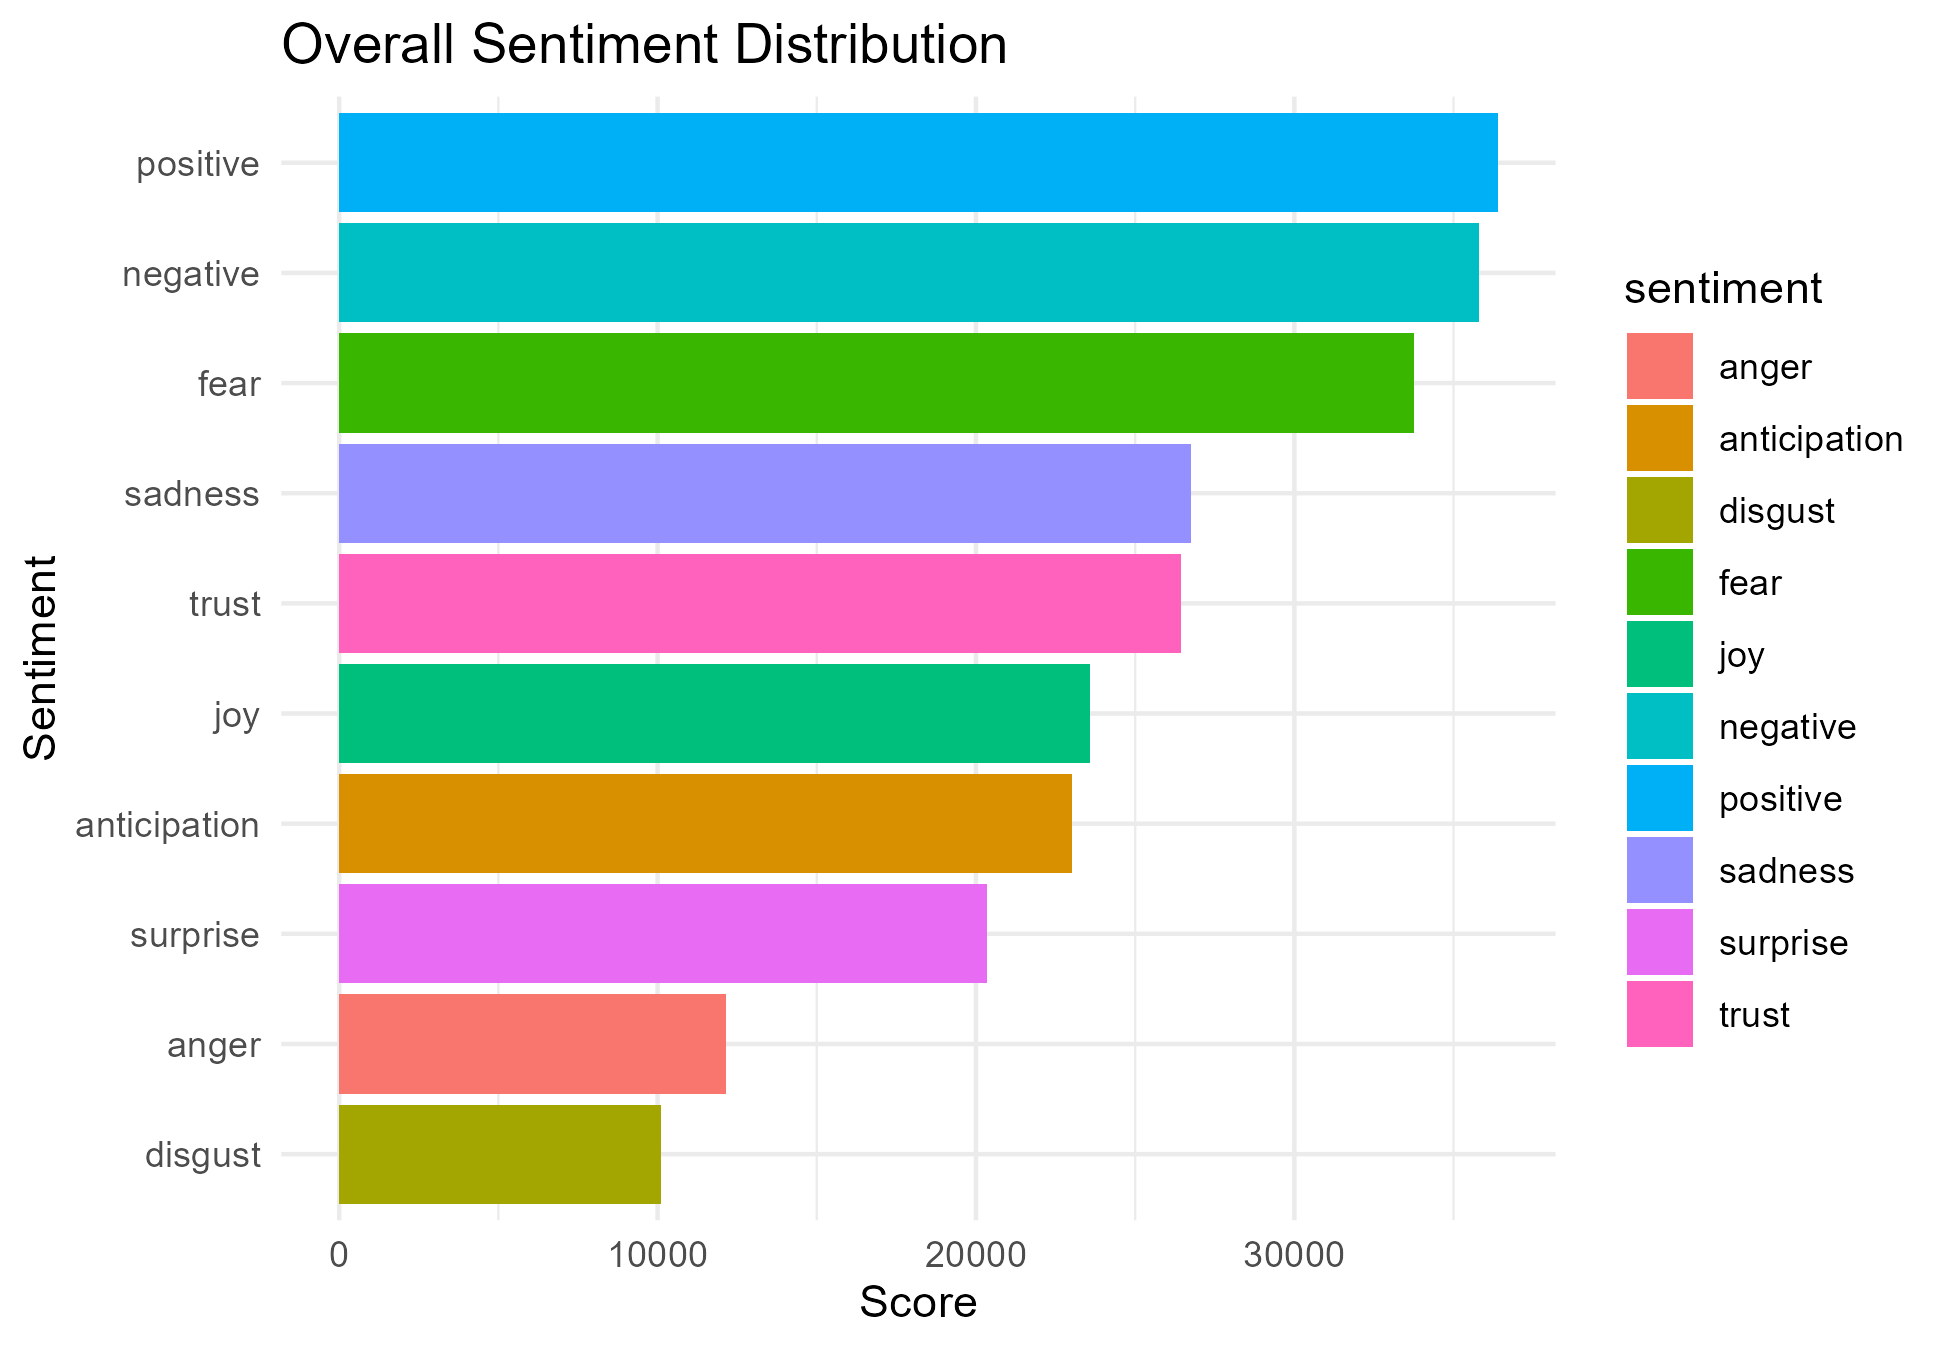 Overall Sentiment Distribution
Sentiment
positive
negative
fear
sadness
trust
joy
anticipation
surprise
anger
disgust
0 10000 20000 30000
Score
sentiment
anger
anticipation
disgust
fear
joy
negative
positive
sadness
surprise
trust